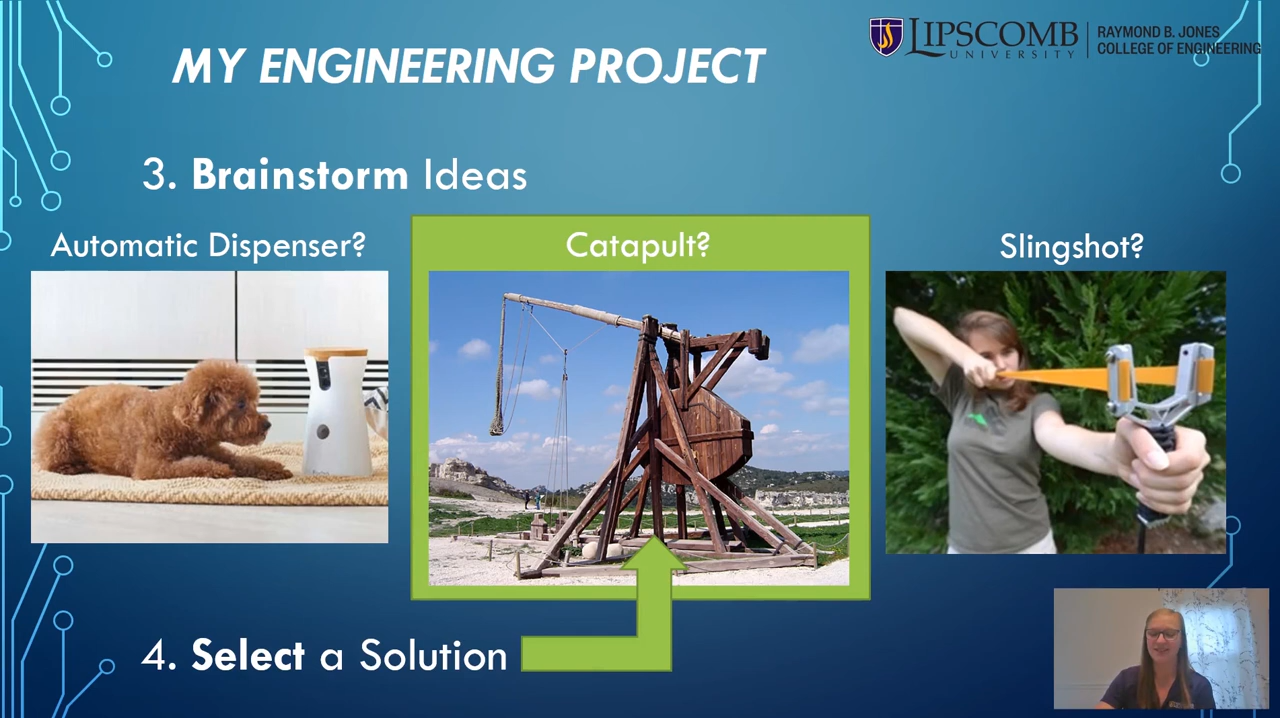 MY ENGINEERING PROJECT
LIPSCOMB
UNIVERSITY
RAYMOND B. JONES
COLLEGE OF ENGINEERING
3. Brainstorm Ideas
Automatic Dispenser?
Catapult?
Slingshot?
4. Select a Solution